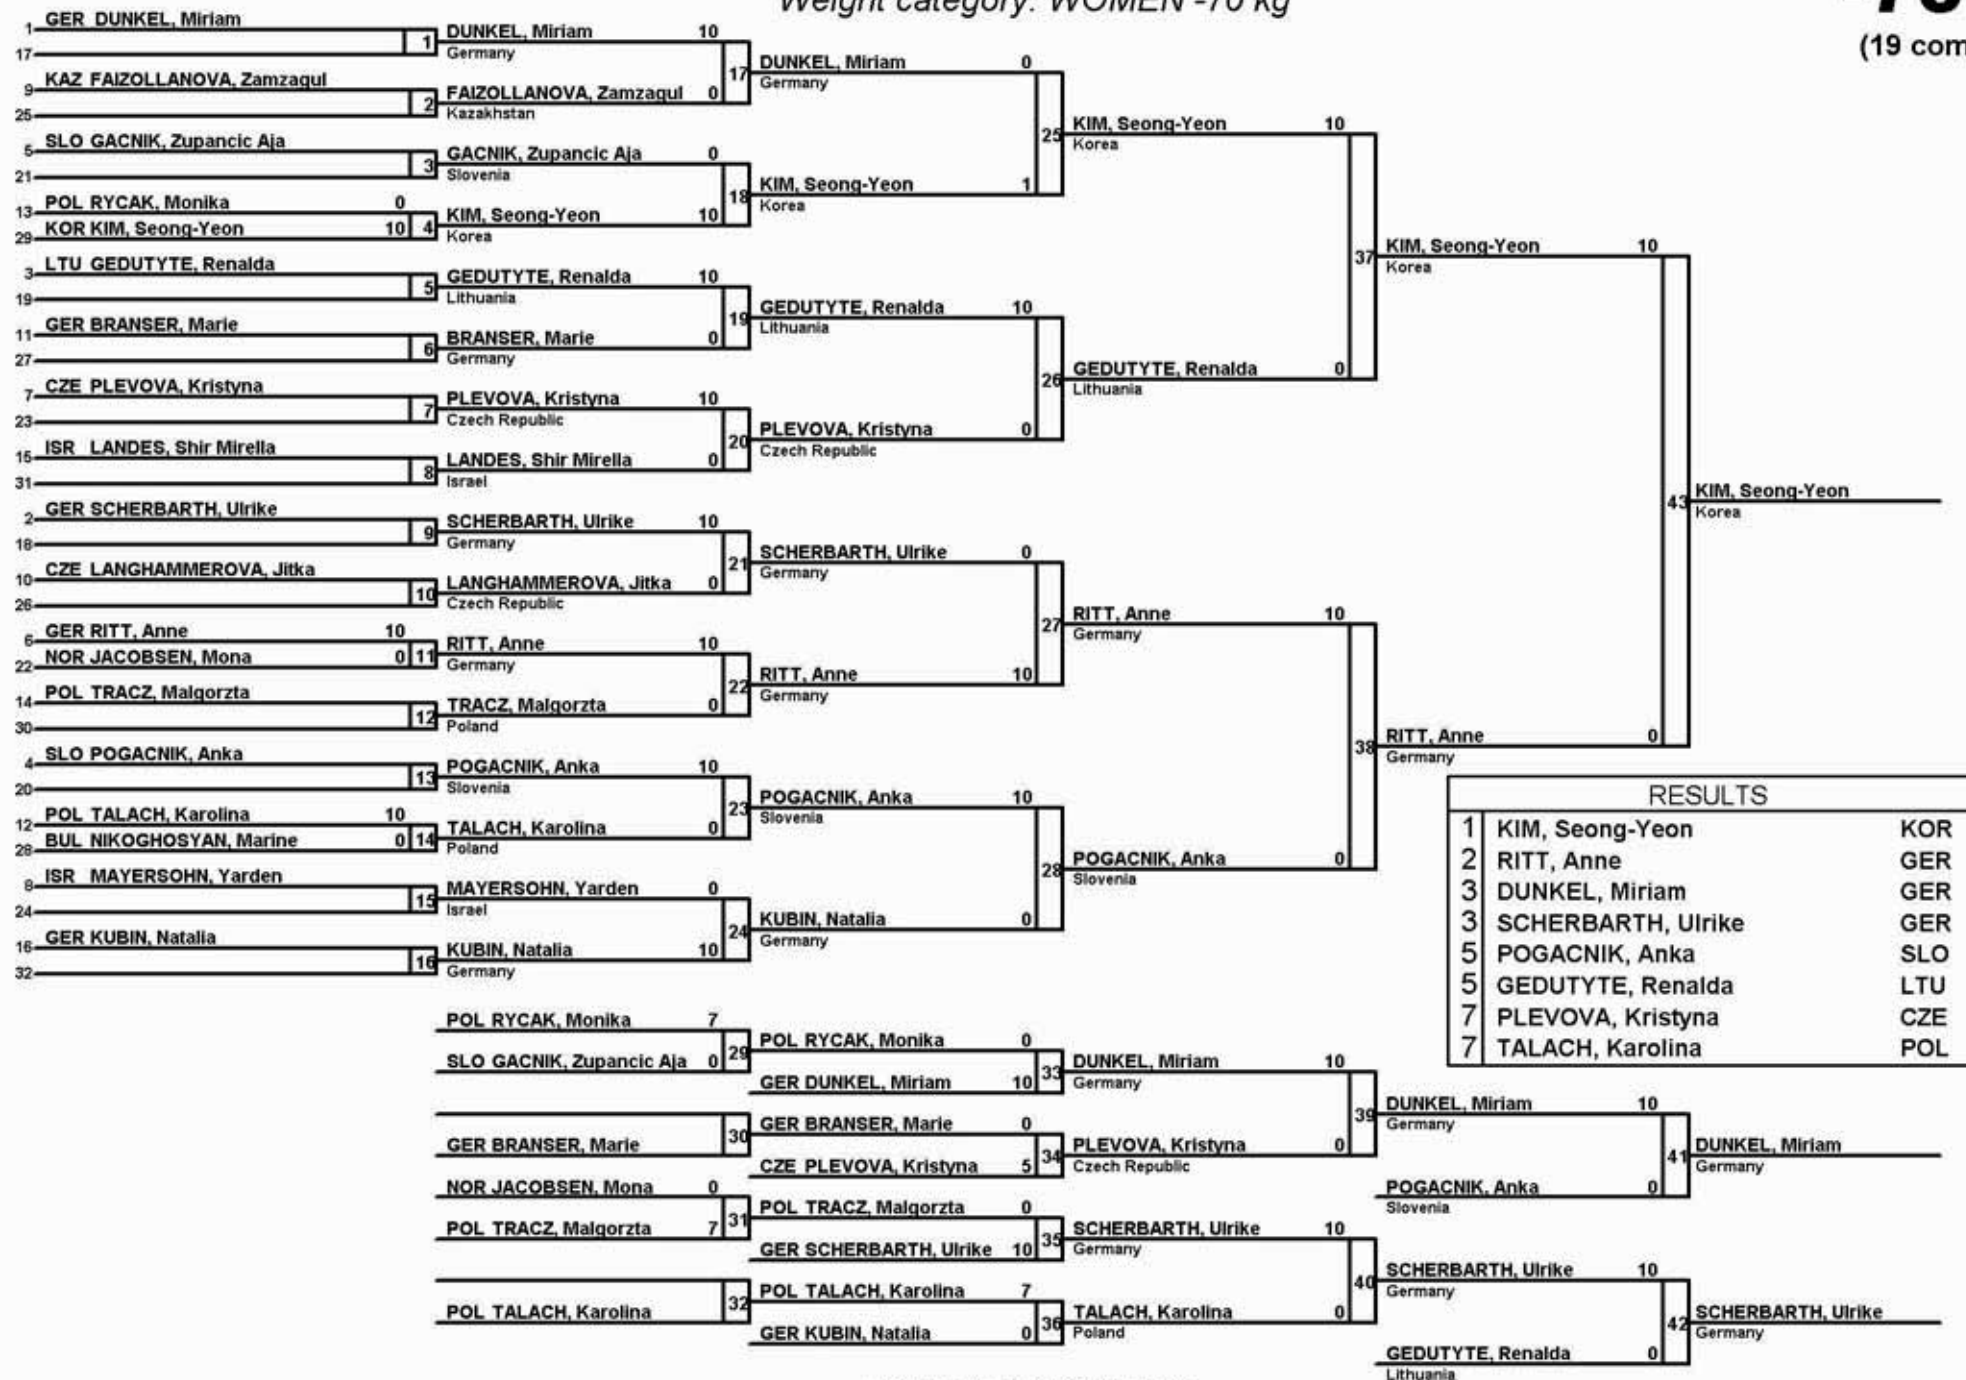 Weight category: WOMEN -70 kg
-70
(19 com
1 GER DUNKEL, Miriam
17
1
9 KAZ FAIZOLLANOVA, Zamzagul
25
2
5 SLO GACNIK, Zupancic Aja
21
3
13 POL RYCAK, Monika 0
29 KOR KIM, Seong-Yeon 10
4
3 LTU GEDUTYTE, Renalda
19
5
11 GER BRANSER, Marie
27
6
7 CZE PLEVOVA, Kristyna
23
7
15 ISR LANDES, Shir Mirella
31
8
2 GER SCHERBARTH, Ulrike
18
9
10 CZE LANGHAMMEROVA, Jitka
26
10
6 GER RITT, Anne 10
22 NOR JACOBSEN, Mona 0
11
14 POL TRACZ, Malgorzta
30
12
4 SLO POGACNIK, Anka
20
13
12 POL TALACH, Karolina 10
28 BUL NIKOGHOSYAN, Marine 0
14
8 ISR MAYERSOHN, Yarden
24
15
16 GER KUBIN, Natalia
32
16
DUNKEL, Miriam 10
Germany
17
FAIZOLLANOVA, Zamzagul 0
Kazakhstan
GACNIK, Zupancic Aja 0
Slovenia
18
KIM, Seong-Yeon 10
Korea
GEDUTYTE, Renalda 10
Lithuania
19
BRANSER, Marie 0
Germany
PLEVOVA, Kristyna 10
Czech Republic
20
LANDES, Shir Mirella 0
Israel
SCHERBARTH, Ulrike 10
Germany
21
LANGHAMMEROVA, Jitka 0
Czech Republic
RITT, Anne 10
Germany
22
TRACZ, Malgorzta 0
Poland
POGACNIK, Anka 10
Slovenia
23
TALACH, Karolina 0
Poland
MAYERSOHN, Yarden 0
Israel
24
KUBIN, Natalia 10
Germany
DUNKEL, Miriam 0
Germany
25
KIM, Seong-Yeon 1
Korea
GEDUTYTE, Renalda 10
Lithuania
26
PLEVOVA, Kristyna 0
Czech Republic
SCHERBARTH, Ulrike 0
Germany
27
RITT, Anne 10
Germany
POGACNIK, Anka 10
Slovenia
28
KUBIN, Natalia 0
Germany
KIM, Seong-Yeon 10
Korea
37
GEDUTYTE, Renalda 0
Lithuania
RITT, Anne 10
Germany
38
POGACNIK, Anka 0
Slovenia
KIM, Seong-Yeon 10
Korea
43
RITT, Anne 0
Germany
KIM, Seong-Yeon
Korea
RESULTS
1 KIM, Seong-Yeon KOR
2 RITT, Anne GER
3 DUNKEL, Miriam GER
3 SCHERBARTH, Ulrike GER
5 POGACNIK, Anka SLO
5 GEDUTYTE, Renalda LTU
7 PLEVOVA, Kristyna CZE
7 TALACH, Karolina POL
POL RYCAK, Monika 7
29
SLO GACNIK, Zupancic Aja 0
30
GER BRANSER, Marie
NOR JACOBSEN, Mona 0
31
POL TRACZ, Malgorzta 7
32
POL TALACH, Karolina
POL RYCAK, Monika 0
33
GER DUNKEL, Miriam 10
GER BRANSER, Marie 0
34
CZE PLEVOVA, Kristyna 5
POL TRACZ, Malgorzta 0
35
GER SCHERBARTH, Ulrike 10
POL TALACH, Karolina 7
36
GER KUBIN, Natalia 0
DUNKEL, Miriam 10
Germany
39
PLEVOVA, Kristyna 0
Czech Republic
SCHERBARTH, Ulrike 10
Germany
40
TALACH, Karolina 0
Poland
DUNKEL, Miriam 10
Germany
41
POGACNIK, Anka 0
Slovenia
SCHERBARTH, Ulrike 10
Germany
42
GEDUTYTE, Renalda 0
Lithuania
DUNKEL, Miriam
Germany
SCHERBARTH, Ulrike
Germany